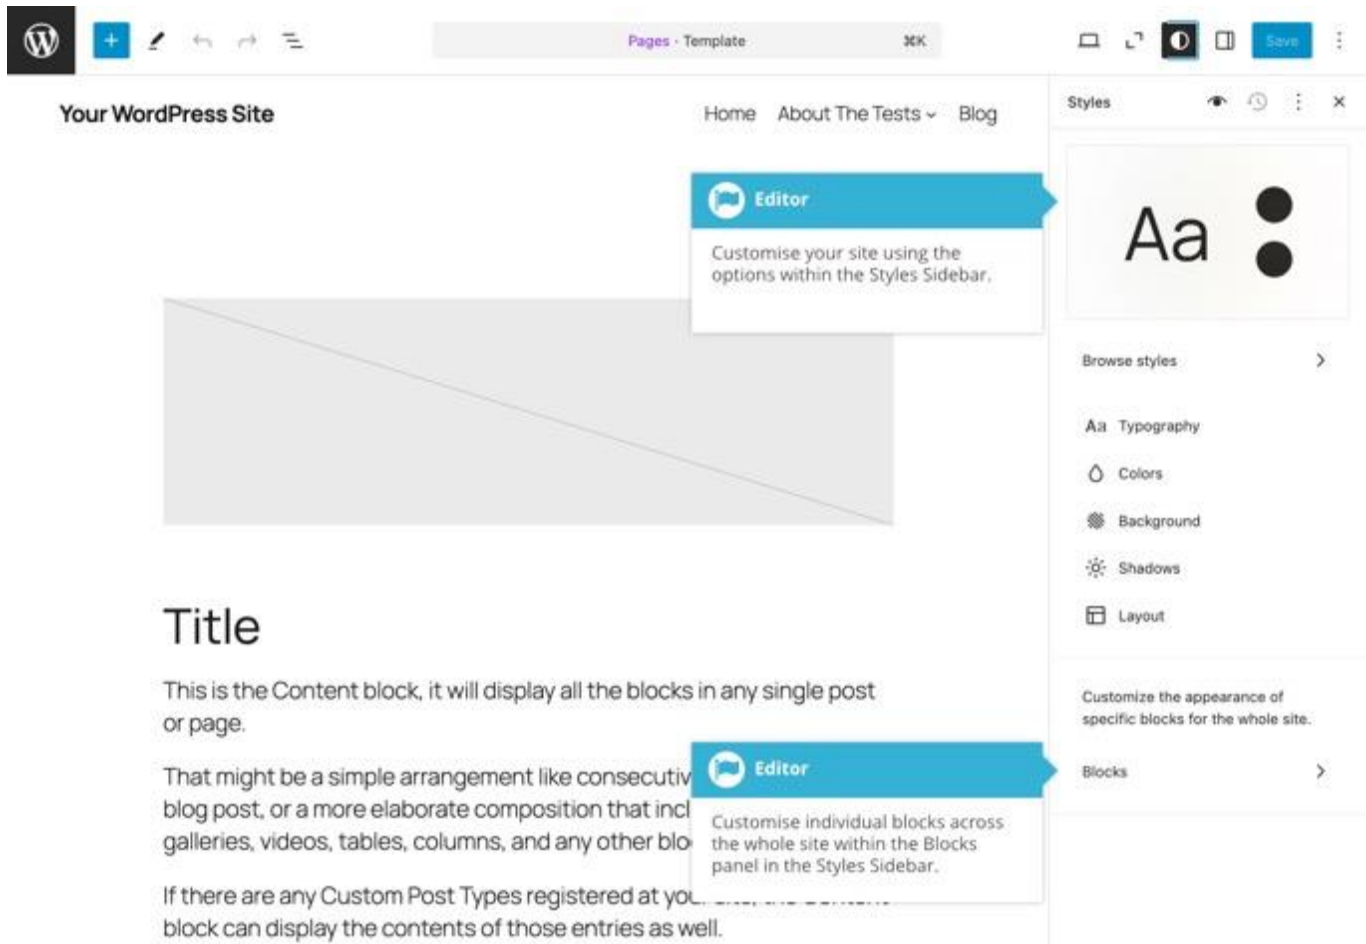 Pages · Template
⌘K
Save
Your WordPress Site
Home About The Tests Blog
Styles
Editor
Customise your site using the
options within the Styles Sidebar.
Aa
Browse styles
Aa Typography
Colors
Background
Shadows
Layout
Title
This is the Content block, it will display all the blocks in any single post
or page.
Customize the appearance of
specific blocks for the whole site.
Blocks
Editor
Customise individual blocks across
the whole site within the Blocks
panel in the Styles Sidebar.
That might be a simple arrangement like
blog post, or a more elaborate composition that
galleries, videos, tables, columns, and any other
If there are any Custom Post Types registered at
block can display the contents of those entries as well.